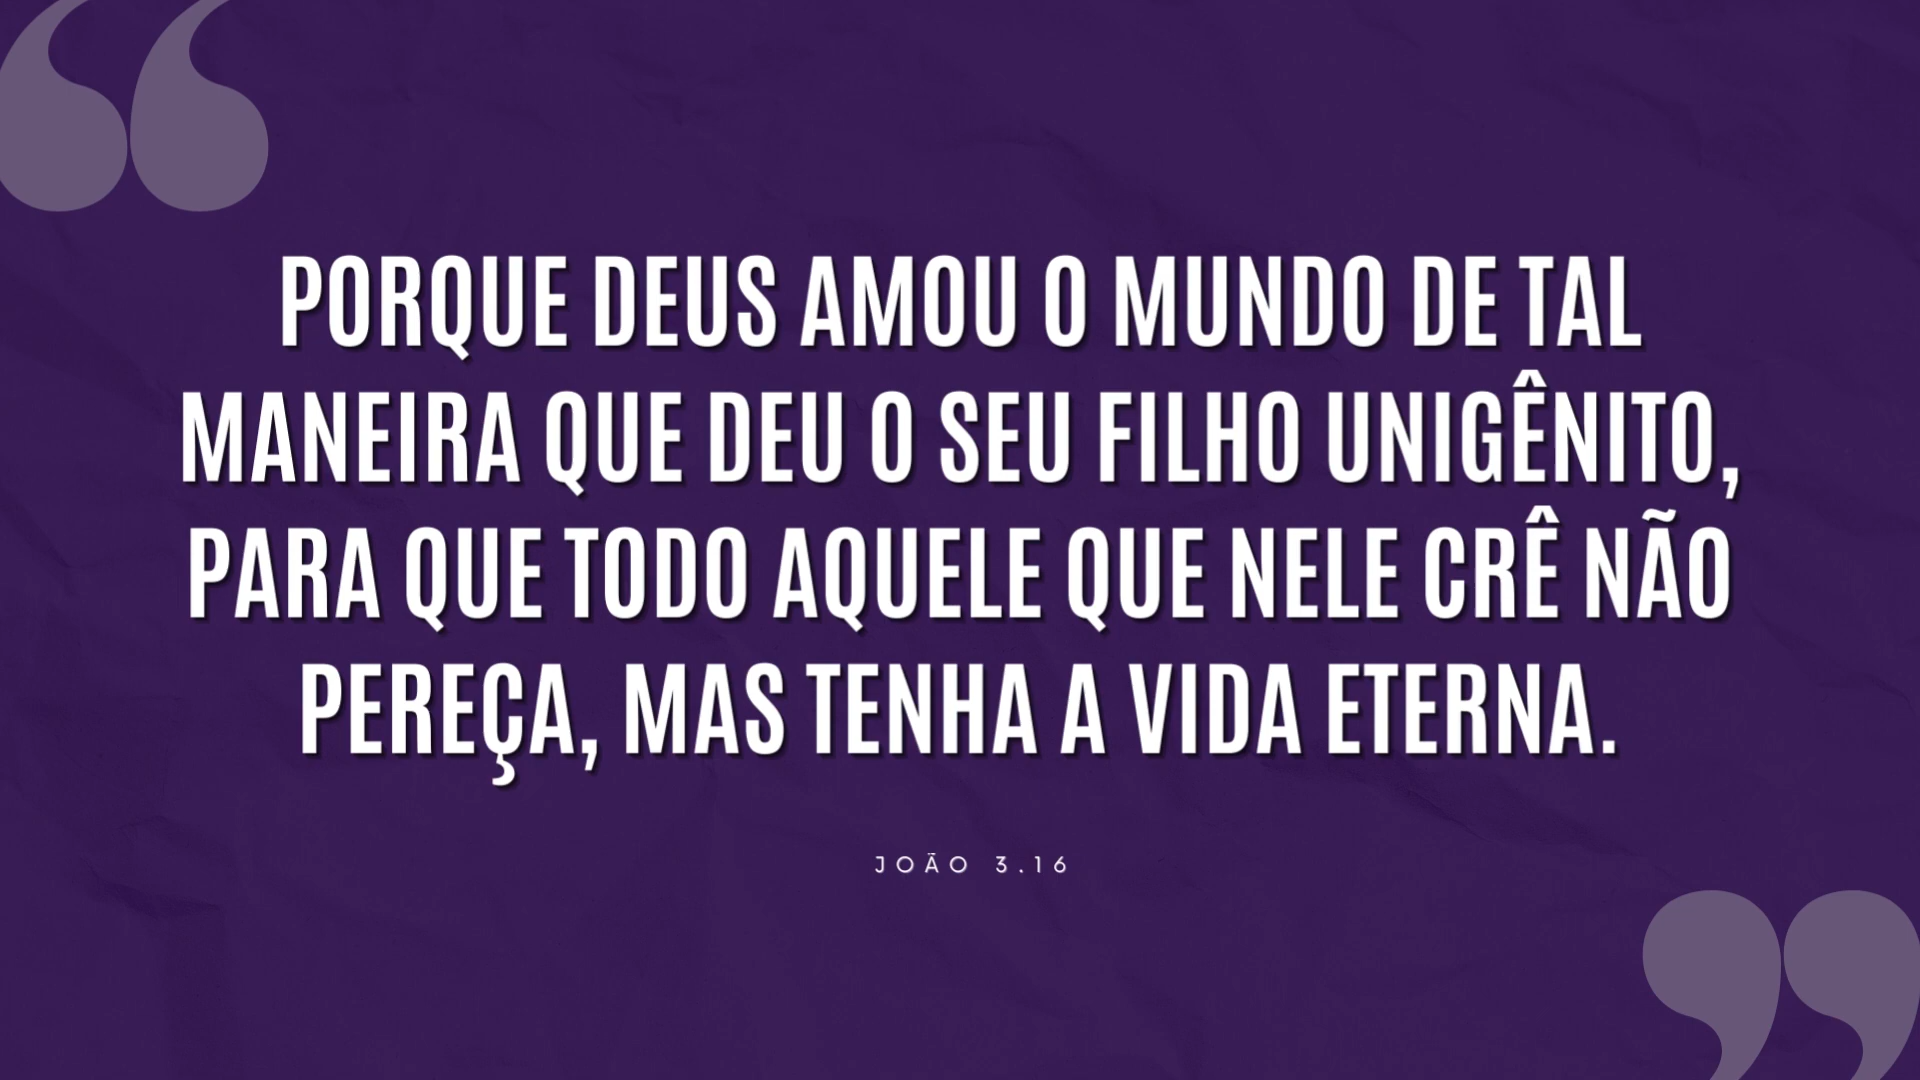 PORQUE DEUS AMOU O MUNDO DE TAL
MANEIRA QUE DEU O SEU FILHO UNIGÊNITO,
PARA QUE TODO AQUELE QUE NELE CRÊ NÃO
PEREÇA, MAS TENHA A VIDA ETERNA.
JOÃO 3.16